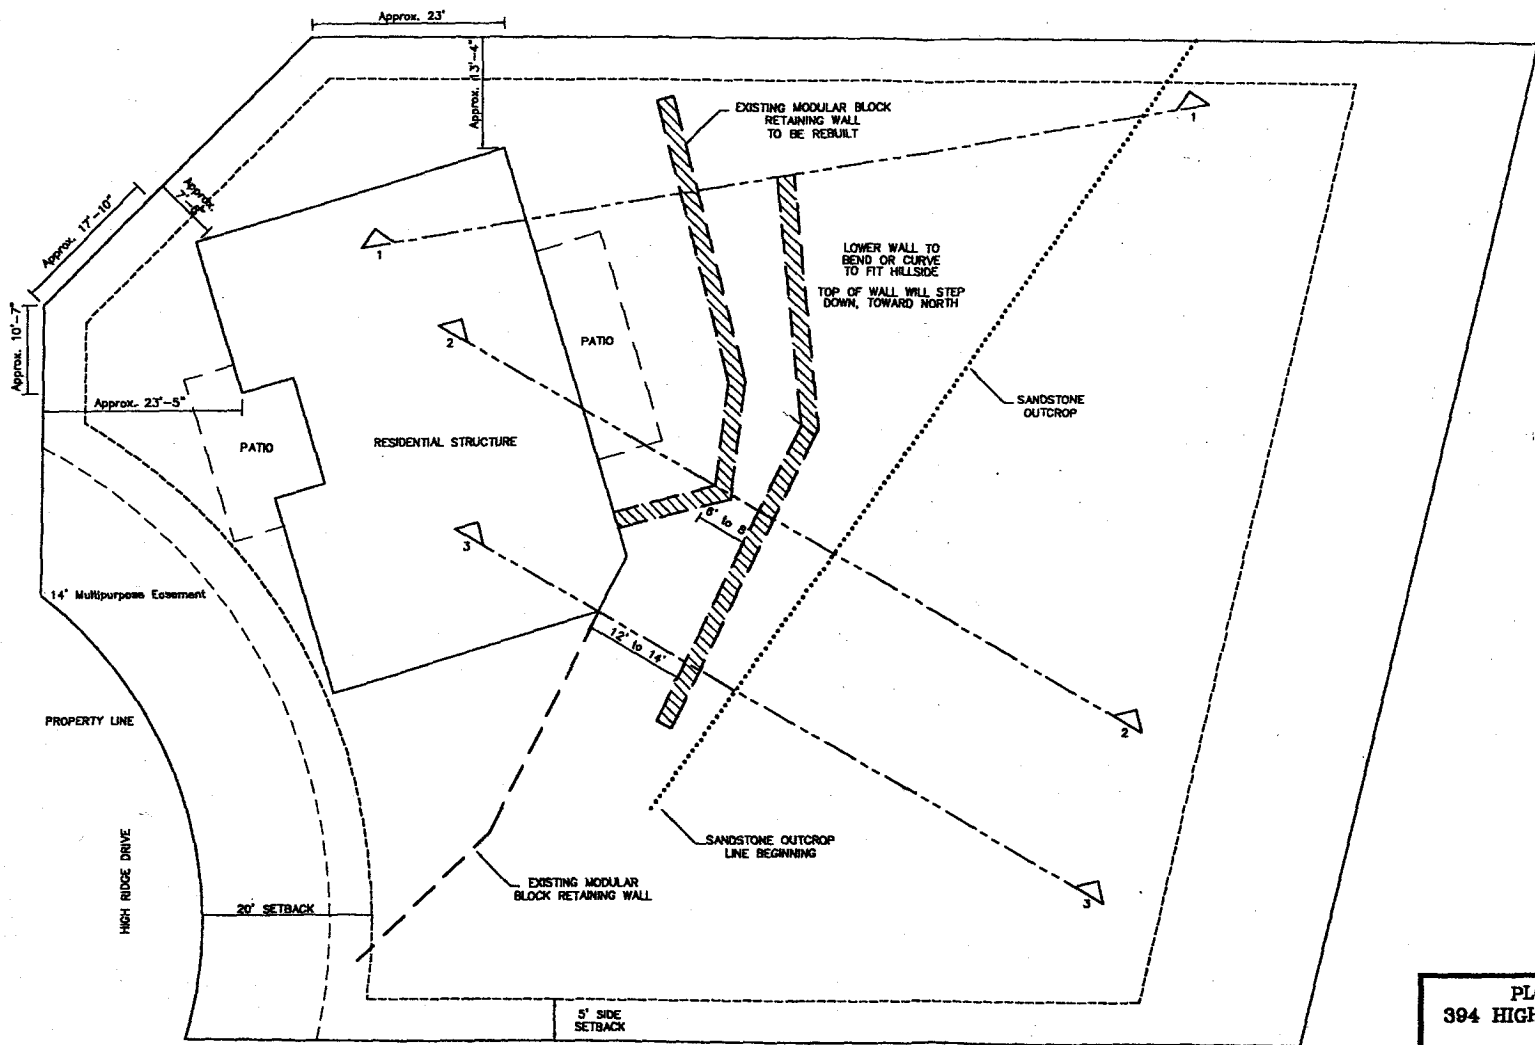 Approx. 23'
Approx. 13'-4"
EXISTING MODULAR BLOCK
RETAINING WALL
TO BE REBUILT
1
Approx.
Approx. 17'-10"
1
LOWER WALL TO
BEND OR CURVE
TO FIT HILLSIDE
TOP OF WALL WILL STEP
DOWN, TOWARD NORTH
Approx. 10'-7"
2
PATIO
Approx. 23'-5"
SANDSTONE
OUTCROP
PATIO
RESIDENTIAL STRUCTURE
6' to 8'
3
14' Multipurpose Easement
12' to 14'
PROPERTY LINE
2
SANDSTONE OUTCROP
LINE BEGINNING
HIGH RIDGE DRIVE
EXISTING MODULAR
BLOCK RETAINING WALL
3
20' SETBACK
5' SIDE
SETBACK
PL
394 HIGH